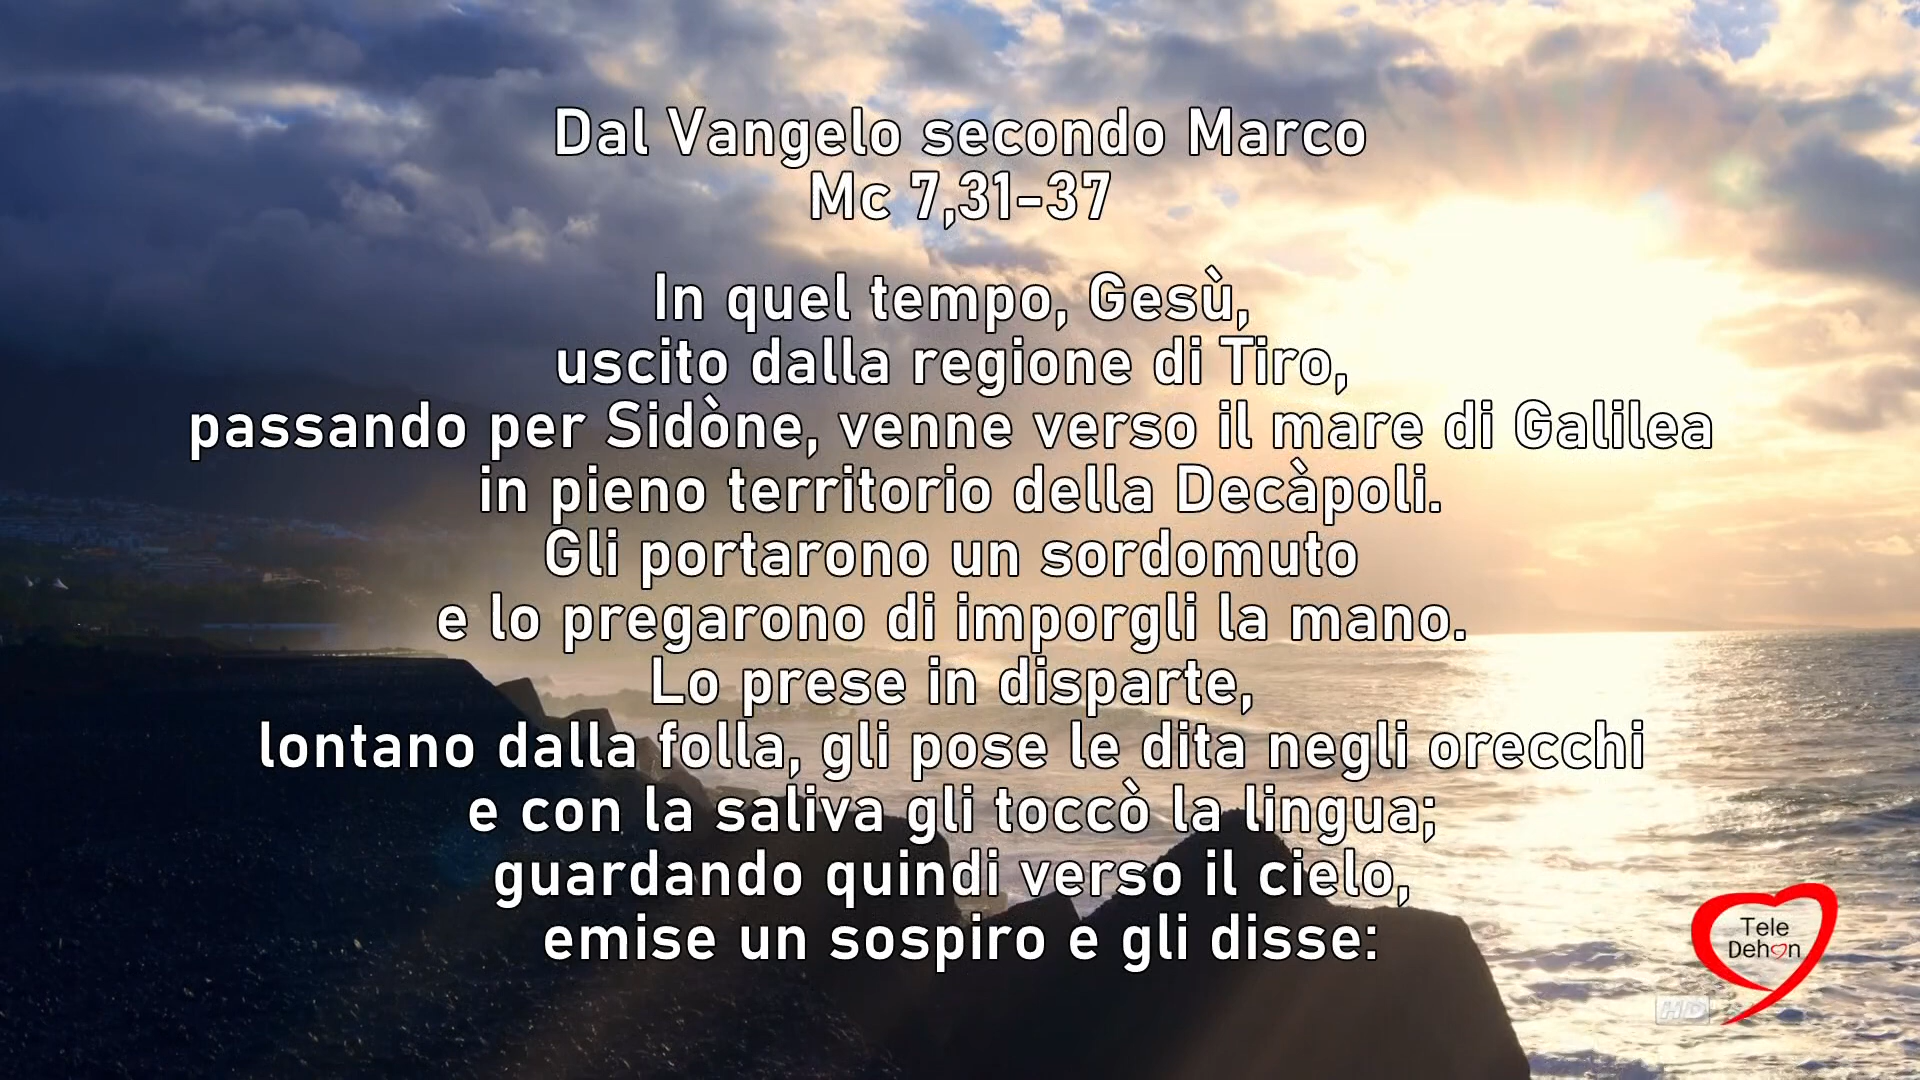 Dal Vangelo secondo Marco
Mc 7,31-37
In quel tempo, Gesù,
uscito dalla regione di Tiro,
passando per Sidòne, venne verso il mare di Galilea
in pieno territorio della Decàpoli.
Gli portarono un sordomuto
e lo pregarono di imporgli la mano.
Lo prese in disparte,
lontano dalla folla, gli pose le dita negli orecchi
e con la saliva gli toccò la lingua;
guardando quindi verso il cielo,
emise un sospiro e gli disse:
Tele
Dehon
HD